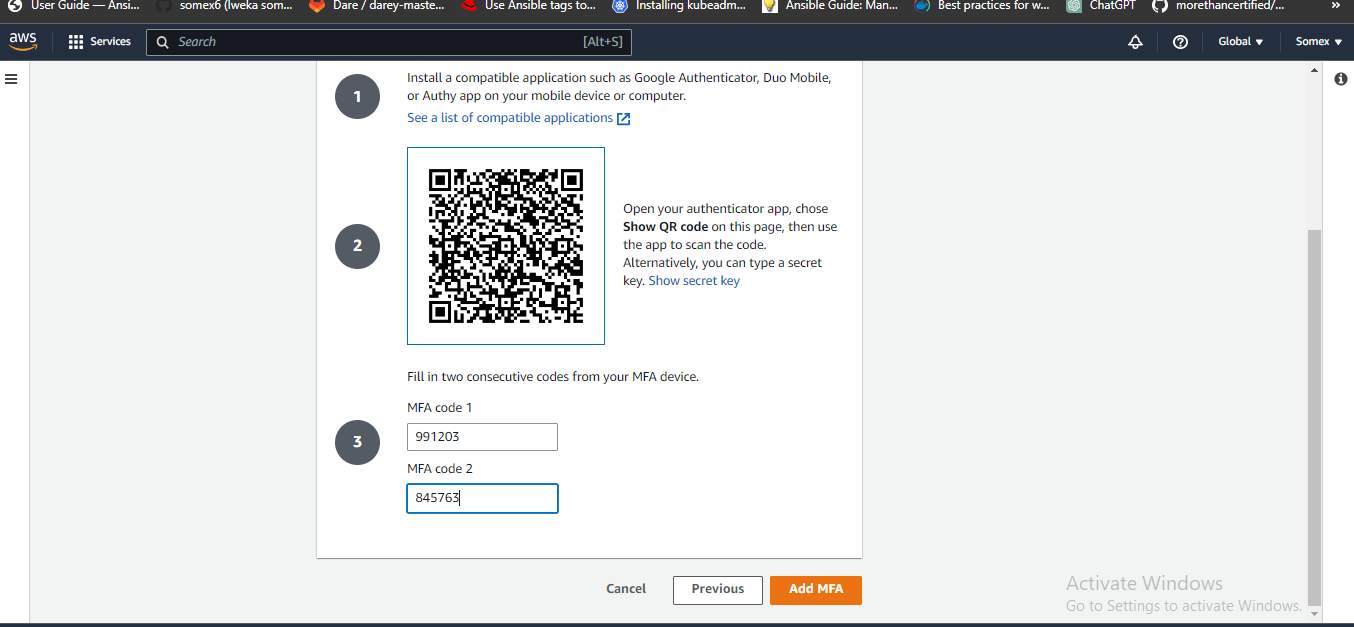 User Guide — Ansi...
somex6 (Iweka som...
Dare / darey-maste...
Use Ansible tags to...
Installing kubeadm...
Ansible Guide: Man...
Best practices for w...
ChatGPT
morethancertified/...
»
aws
Services
Search
[Alt+S]
Global
Somex
1
Install a compatible application such as Google Authenticator, Duo Mobile,
or Authy app on your mobile device or computer.
See a list of compatible applications
2
Open your authenticator app, chose
Show QR code on this page, then use
the app to scan the code.
Alternatively, you can type a secret
key. Show secret key
3
Fill in two consecutive codes from your MFA device.
MFA code 1
991203
MFA code 2
845763
Cancel
Previous
Add MFA
Activate Windows
Go to Settings to activate Windows.